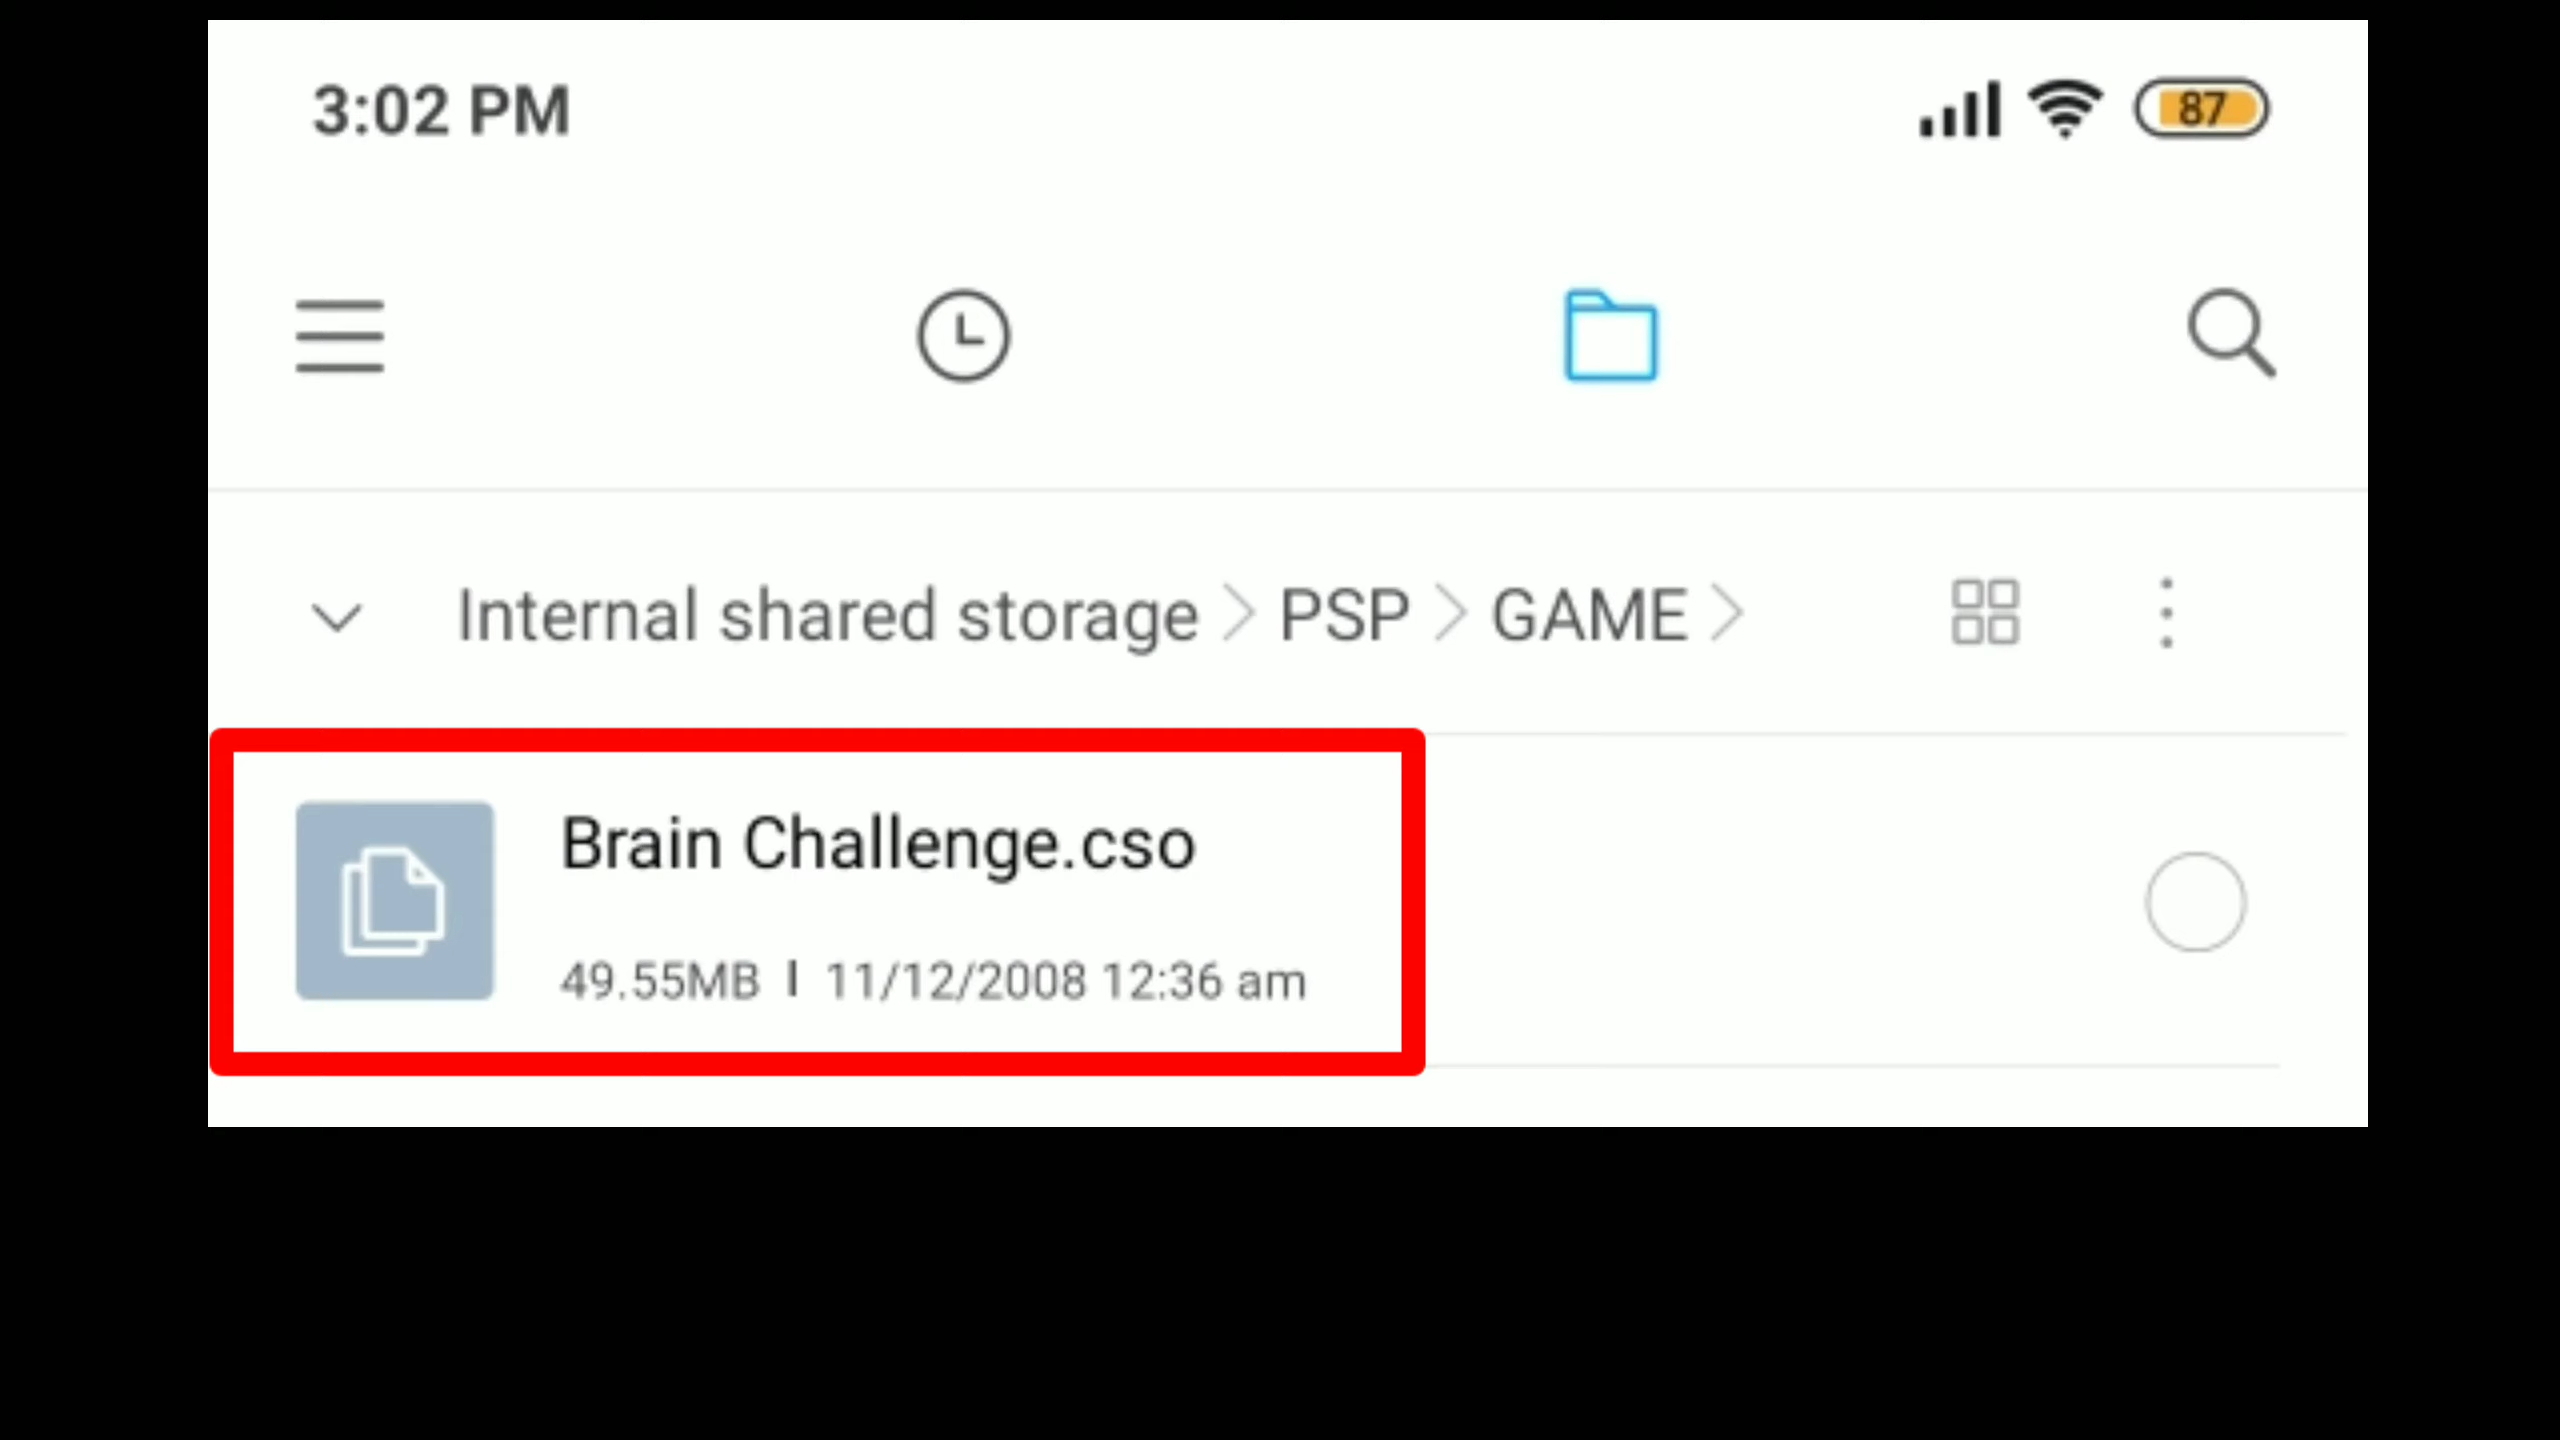 3:02 PM
87
Internal shared storage > PSP > GAME >
Brain Challenge.cso
49.55MB | 11/12/2008 12:36 am